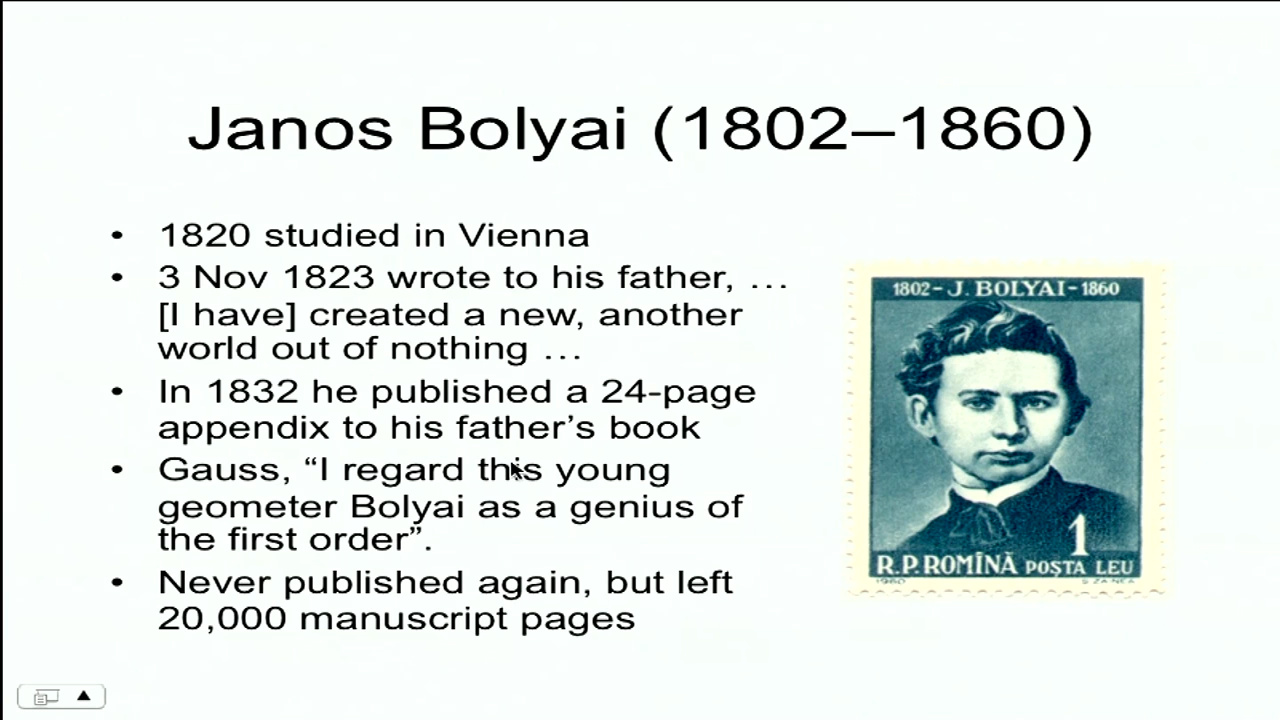 Janos Bolyai (1802–1860)
• 1820 studied in Vienna
• 3 Nov 1823 wrote to his father, …
[I have] created a new, another
world out of nothing …
• In 1832 he published a 24-page
appendix to his father’s book
• Gauss, “I regard this young
geometer Bolyai as a genius of
the first order”.
• Never published again, but left
20,000 manuscript pages
1802-J. BOLYAI-1860
1
R.P.ROMÎNĂ POȘTA LEU
1960